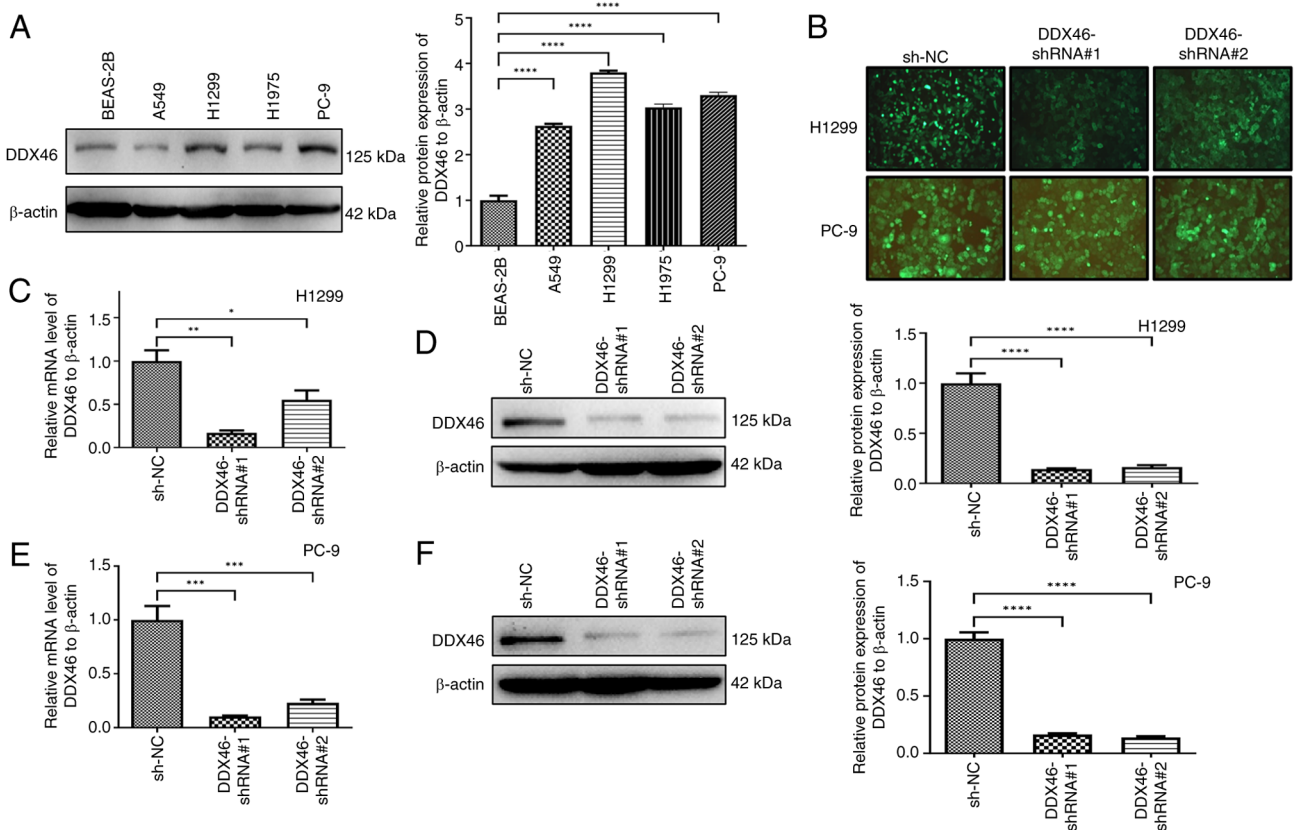 A
BEAS-2B
A549
H1299
H1975
PC-9
DDX46
125 kDa
β-actin
42 kDa
Relative protein expression of
DDX46 to β-actin
5
4
3
2
1
0
****
****
****
****
BEAS-2B
A549
H1299
H1975
PC-9
B
sh-NC
DDX46-
shRNA#1
DDX46-
shRNA#2
H1299
PC-9
C
H1299
Relative mRNA level of
DDX46 to β-actin
1.5
1.0
0.5
0.0
*
**
sh-NC
DDX46-
shRNA#1
DDX46-
shRNA#2
D
sh-NC
DDX46-
shRNA#1
DDX46-
shRNA#2
DDX46
125 kDa
β-actin
42 kDa
H1299
Relative protein expression of
DDX46 to β-actin
1.5
1.0
0.5
0.0
****
****
sh-NC
DDX46-
shRNA#1
DDX46-
shRNA#2
E
PC-9
Relative mRNA level of
DDX46 to β-actin
1.5
1.0
0.5
0.0
***
***
sh-NC
DDX46-
shRNA#1
DDX46-
shRNA#2
F
sh-NC
DDX46-
shRNA#1
DDX46-
shRNA#2
DDX46
125 kDa
β-actin
42 kDa
PC-9
Relative protein expression of
DDX46 to β-actin
1.5
1.0
0.5
0.0
****
****
sh-NC
DDX46-
shRNA#1
DDX46-
shRNA#2